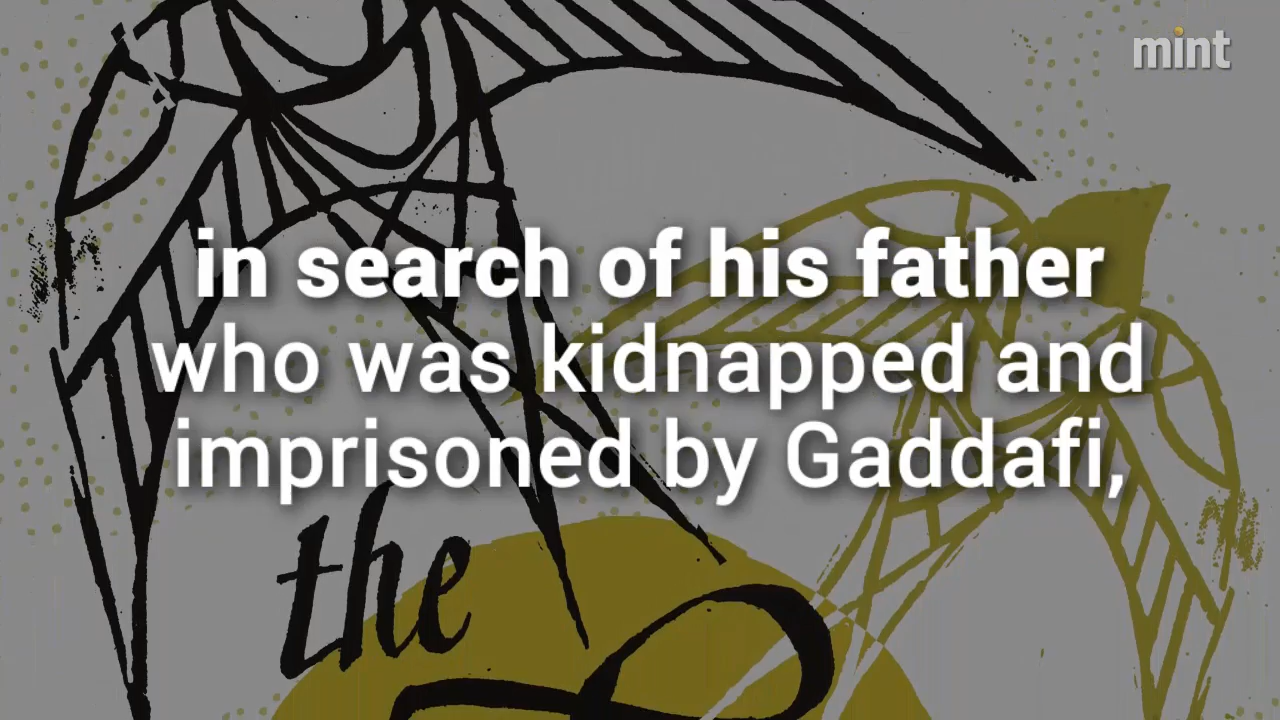 mint
in search of his father
who was kidnapped and
imprisoned by Gaddafi,
the